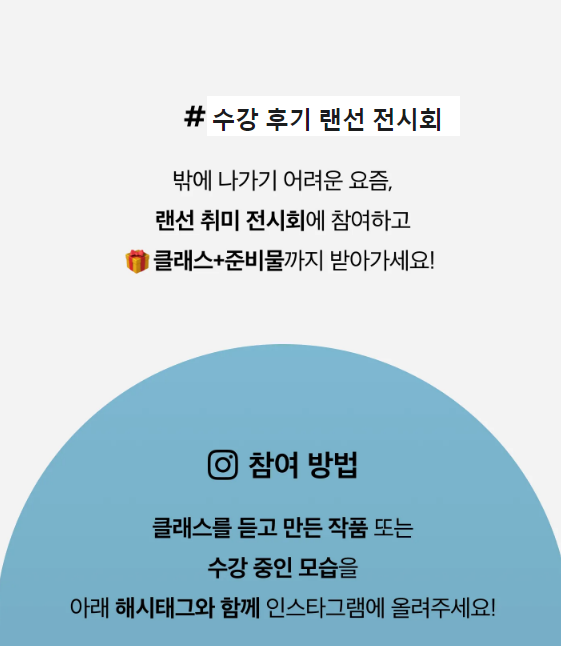 # 수강 후기 랜선 전시회
밖에 나가기 어려운 요즘,
랜선 취미 전시회에 참여하고
🎁 클래스+준비물까지 받아가세요!
참여 방법
클래스를 듣고 만든 작품 또는
수강 중인 모습을
아래 해시태그와 함께 인스타그램에 올려주세요!